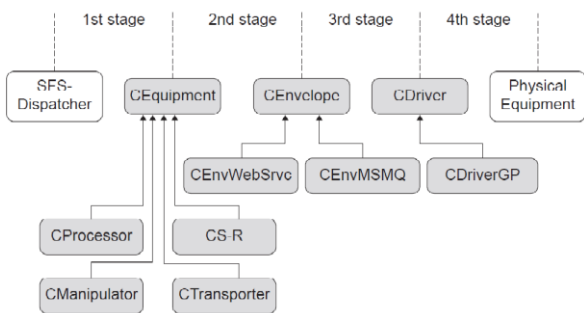 1st stage
2nd stage
3rd stage
4th stage
SFS-
Dispatcher
CEquipment
CEnvelope
CDriver
Physical
Equipment
CEnvWebSrvc
CEnvMSMQ
CDriverGP
CProcessor
CS-R
CManipulator
CTransporter